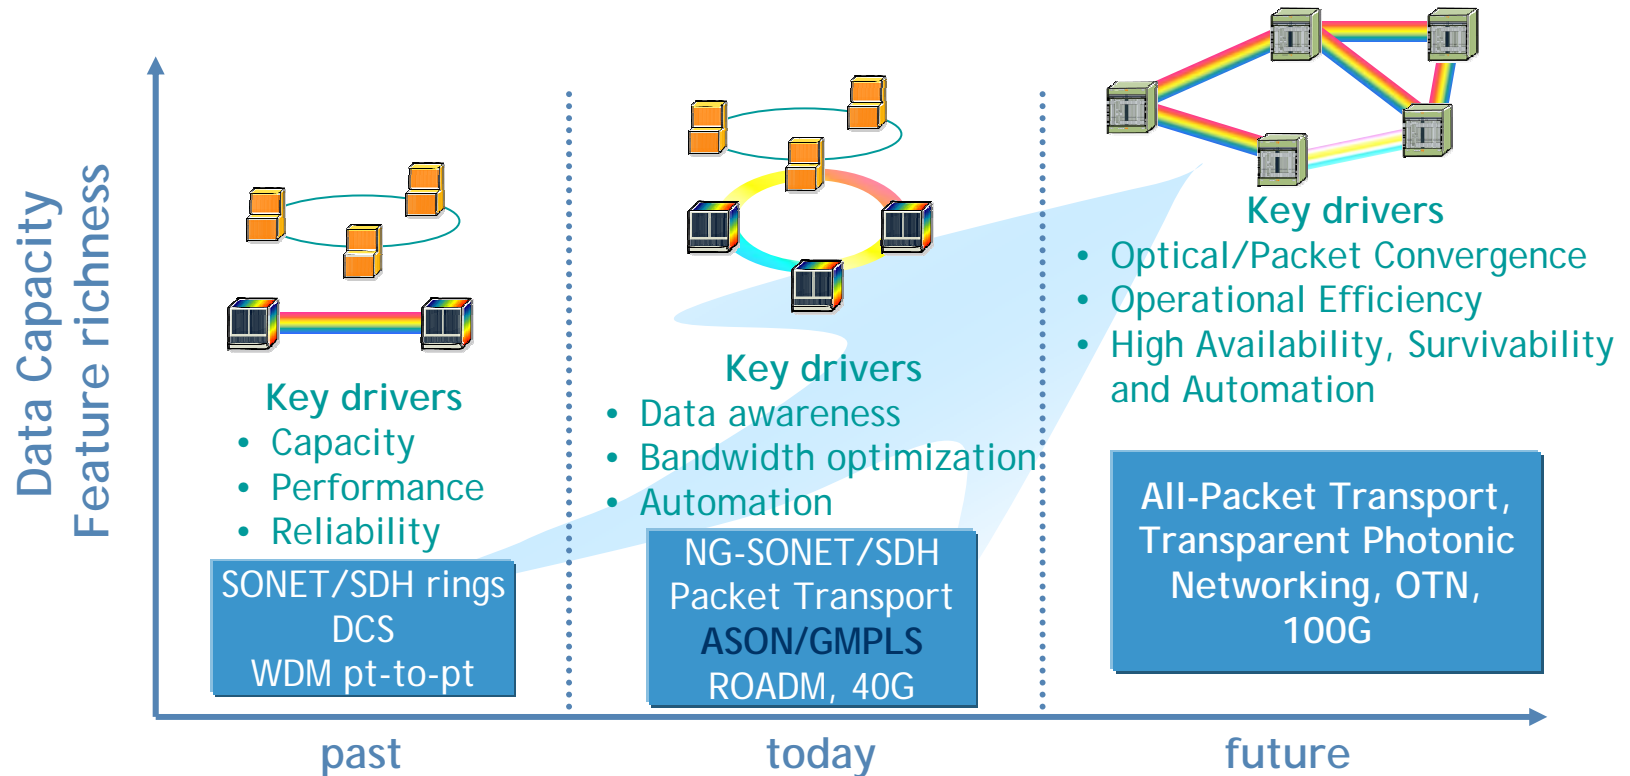 Data Capacity
Feature richness
Key drivers
• Capacity
• Performance
• Reliability
SONET/SDH rings
DCS
WDM pt-to-pt
past
Key drivers
• Data awareness
• Bandwidth optimization
• Automation
NG-SONET/SDH
Packet Transport
ASON/GMPLS
ROADM, 40G
today
Key drivers
• Optical/Packet Convergence
• Operational Efficiency
• High Availability, Survivability
and Automation
All-Packet Transport,
Transparent Photonic
Networking, OTN,
100G
future